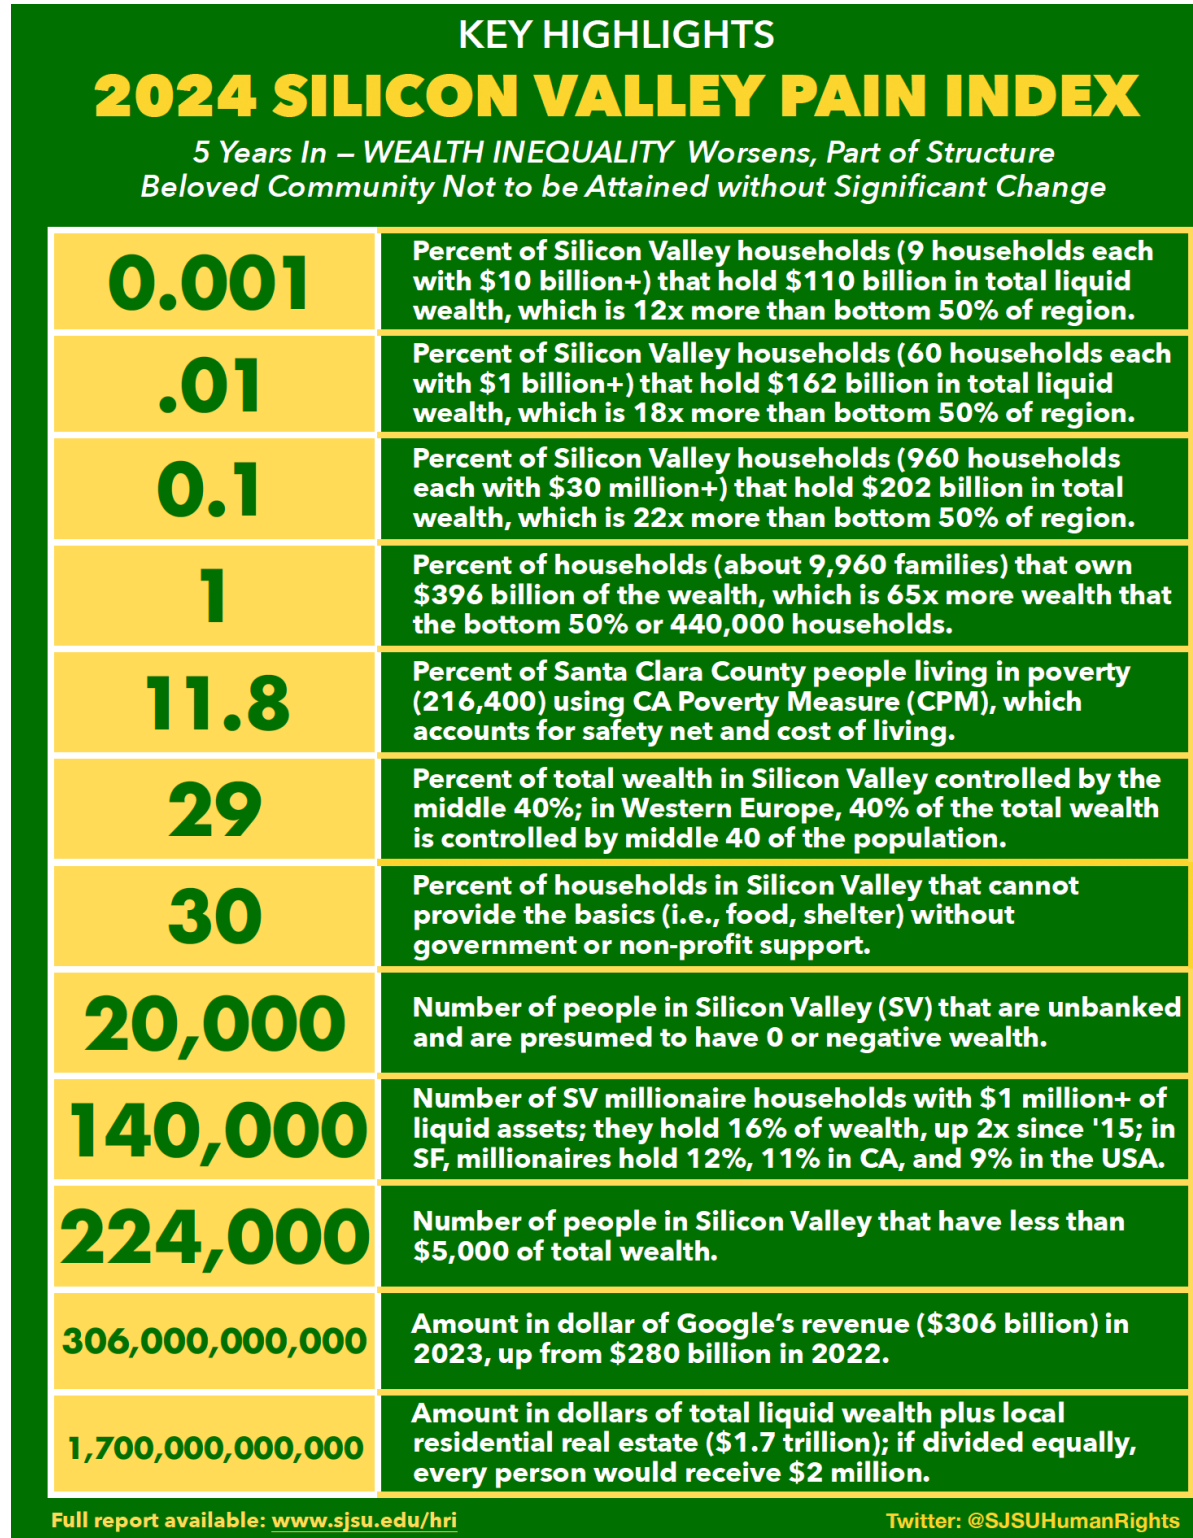 KEY HIGHLIGHTS
2024 SILICON VALLEY PAIN INDEX
5 Years In – WEALTH INEQUALITY Worsens, Part of Structure
Beloved Community Not to be Attained without Significant Change
0.001
Percent of Silicon Valley households (9 households each
with $10 billion+) that hold $110 billion in total liquid
wealth, which is 12x more than bottom 50% of region.
.01
Percent of Silicon Valley households (60 households each
with $1 billion+) that hold $162 billion in total liquid
wealth, which is 18x more than bottom 50% of region.
0.1
Percent of Silicon Valley households (960 households
each with $30 million+) that hold $202 billion in total
wealth, which is 22x more than bottom 50% of region.
1
Percent of households (about 9,960 families) that own
$396 billion of the wealth, which is 65x more wealth that
the bottom 50% or 440,000 households.
11.8
Percent of Santa Clara County people living in poverty
(216,400) using CA Poverty Measure (CPM), which
accounts for safety net and cost of living.
29
Percent of total wealth in Silicon Valley controlled by the
middle 40%; in Western Europe, 40% of the total wealth
is controlled by middle 40 of the population.
30
Percent of households in Silicon Valley that cannot
provide the basics (i.e., food, shelter) without
government or non-profit support.
20,000
Number of people in Silicon Valley (SV) that are unbanked
and are presumed to have 0 or negative wealth.
140,000
Number of SV millionaire households with $1 million+ of
liquid assets; they hold 16% of wealth, up 2x since '15; in
SF, millionaires hold 12%, 11% in CA, and 9% in the USA.
224,000
Number of people in Silicon Valley that have less than
$5,000 of total wealth.
306,000,000,000
Amount in dollar of Google’s revenue ($306 billion) in
2023, up from $280 billion in 2022.
1,700,000,000,000
Amount in dollars of total liquid wealth plus local
residential real estate ($1.7 trillion); if divided equally,
every person would receive $2 million.
Full report available: www.sjsu.edu/hri
Twitter: @SJSUHumanRights